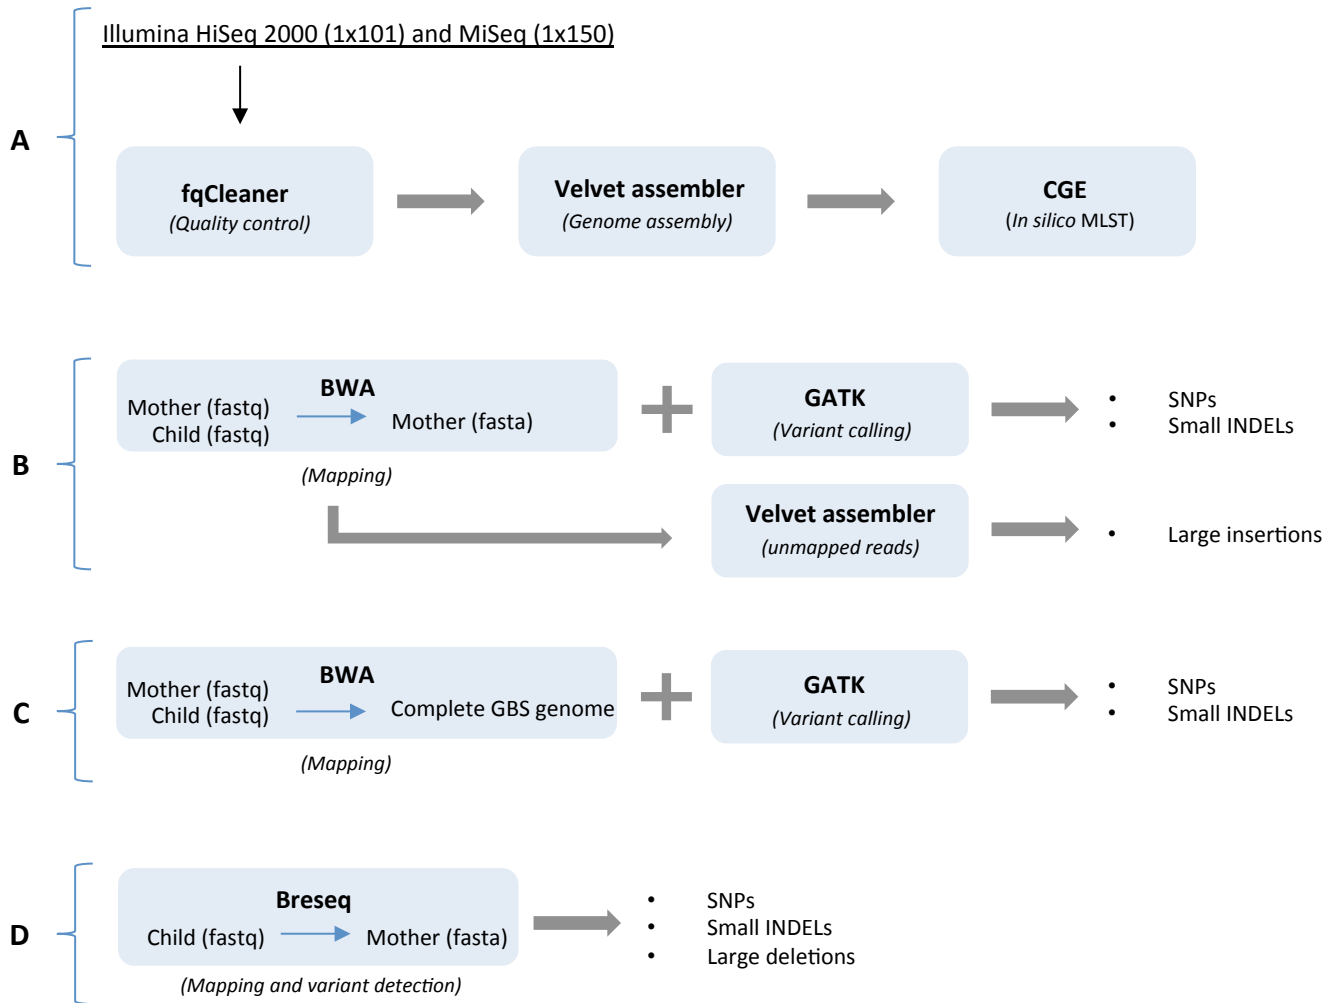 Illumina HiSeq 2000 (1x101) and MiSeq (1x150)
A
fqCleaner
(Quality control)
Velvet assembler
(Genome assembly)
CGE
(In silico MLST)
B
BWA
Mother (fastq)
Child (fastq)
Mother (fasta)
(Mapping)
GATK
(Variant calling)
• SNPs
• Small INDELs
Velvet assembler
(unmapped reads)
• Large insertions
C
BWA
Mother (fastq)
Child (fastq)
Complete GBS genome
(Mapping)
GATK
(Variant calling)
• SNPs
• Small INDELs
D
Breseq
Child (fastq)
Mother (fasta)
(Mapping and variant detection)
• SNPs
• Small INDELs
• Large deletions